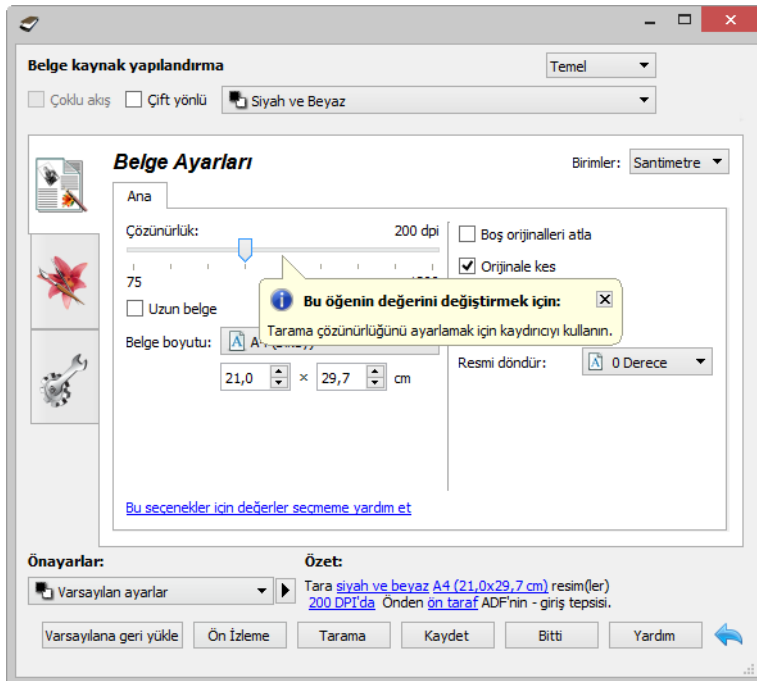 Belge kaynak yapılandırma
Temel
Çoklu akış
Çift yönlü
Siyah ve Beyaz
Belge Ayarları
Birimler: Santimetre
Ana
Çözünürlük: 200 dpi
75
Boş orijinalleri atla
Orijinale kes
Bu öğenin değerini değiştirmek için:
Tarama çözünürlüğünü ayarlamak için kaydırıcıyı kullanın.
Uzun belge
Belge boyutu:
21,0 × 29,7 cm
Resmi döndür: 0 Derece
Bu seçenekler için değerler seçmeme yardım et
Önayarlar:
Varsayılan ayarlar
Özet:
Tara siyah ve beyaz A4 (21,0x29,7 cm) resim(ler)
200 DPI'da Önden ön taraf ADF'nin - giriş tepsisi.
Varsayılana geri yükle
Ön İzleme
Tarama
Kaydet
Bitti
Yardım